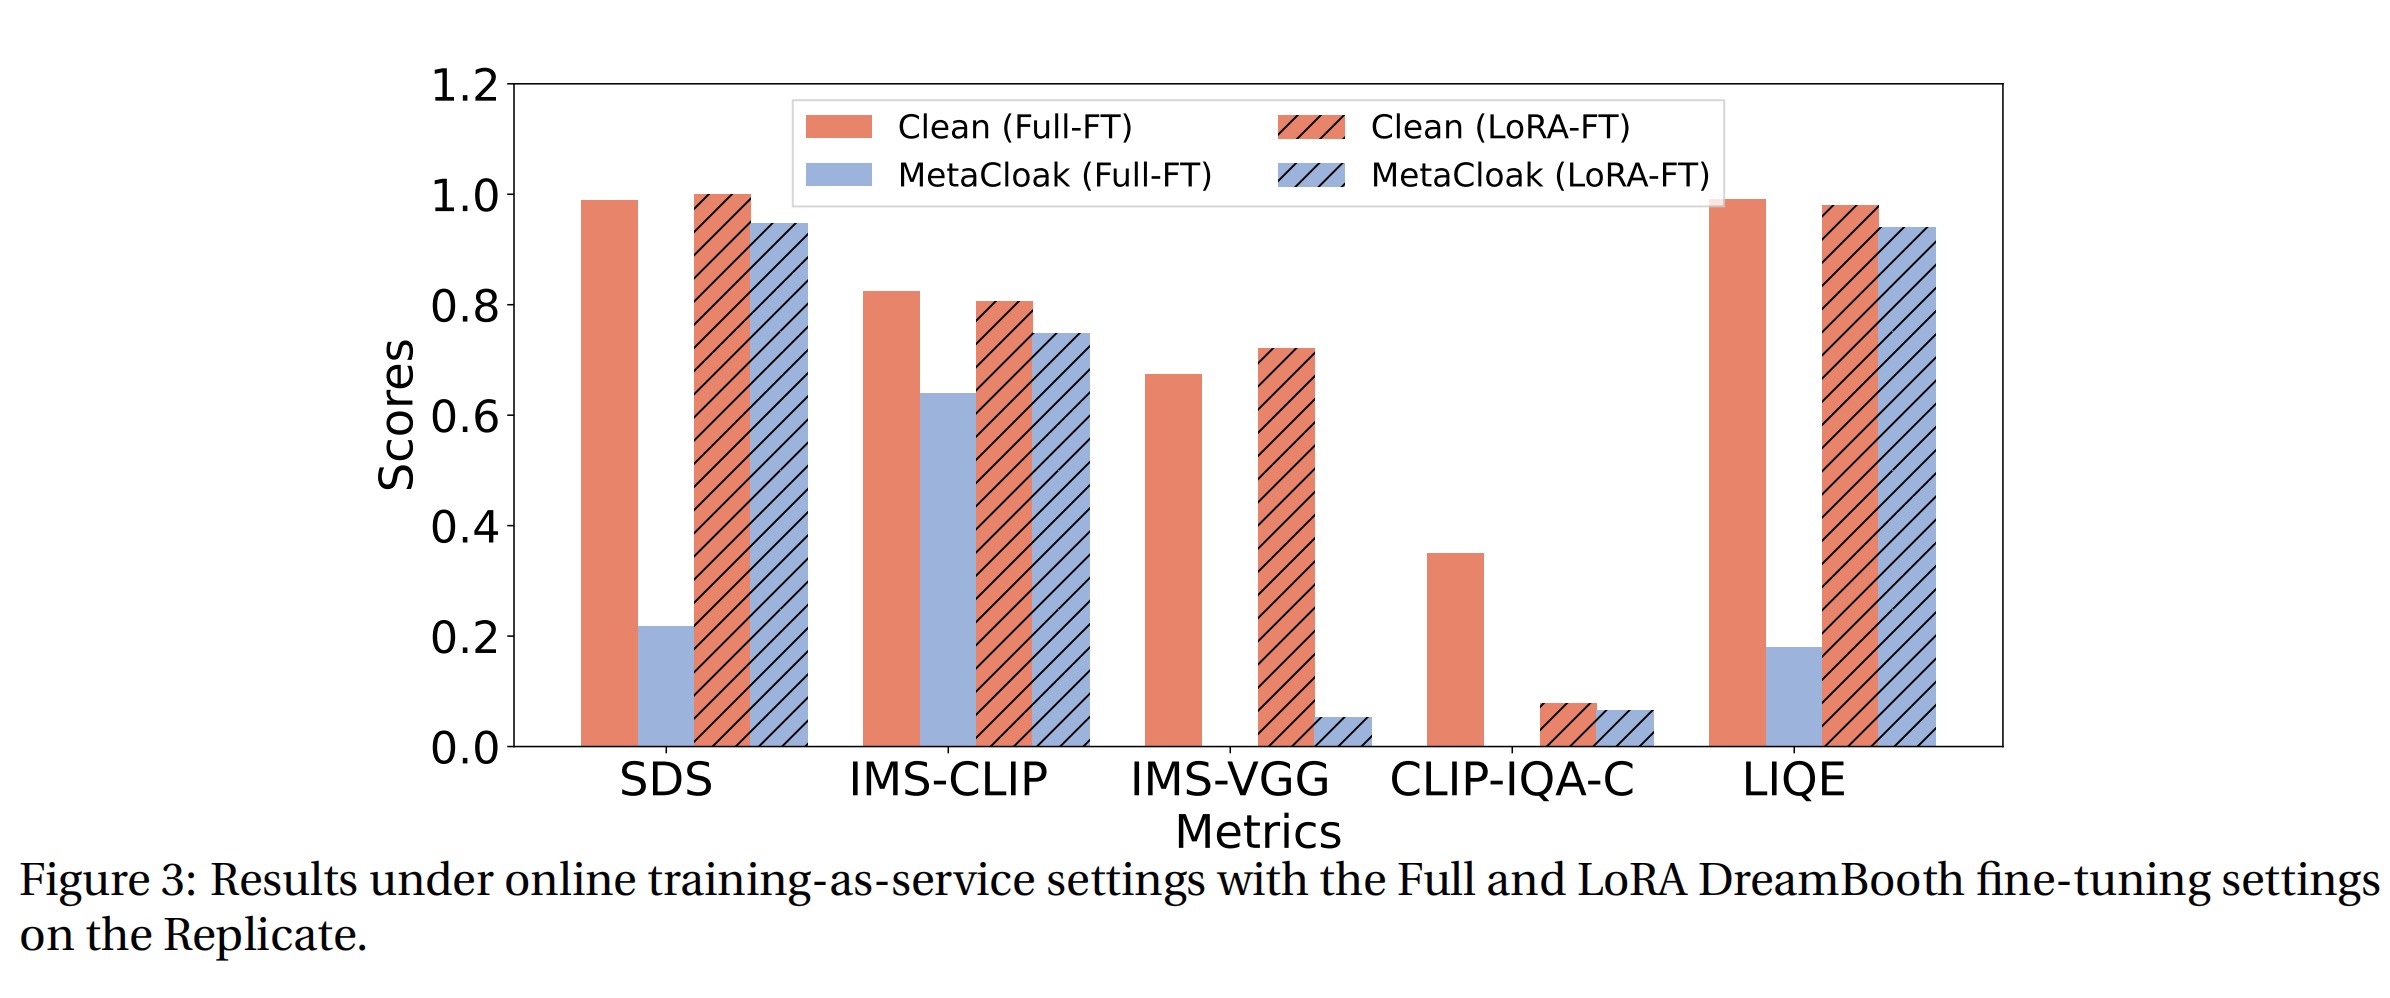 1.2
1.0
0.8
0.6
0.4
0.2
0.0
Scores
Clean (Full-FT)
MetaCloak (Full-FT)
Clean (LoRA-FT)
MetaCloak (LoRA-FT)
SDS IMS-CLIP IMS-VGG CLIP-IQA-C LIQE
Metrics
Figure 3: Results under online training-as-service settings with the Full and LoRA DreamBooth fine-tuning settings
on the Replicate.